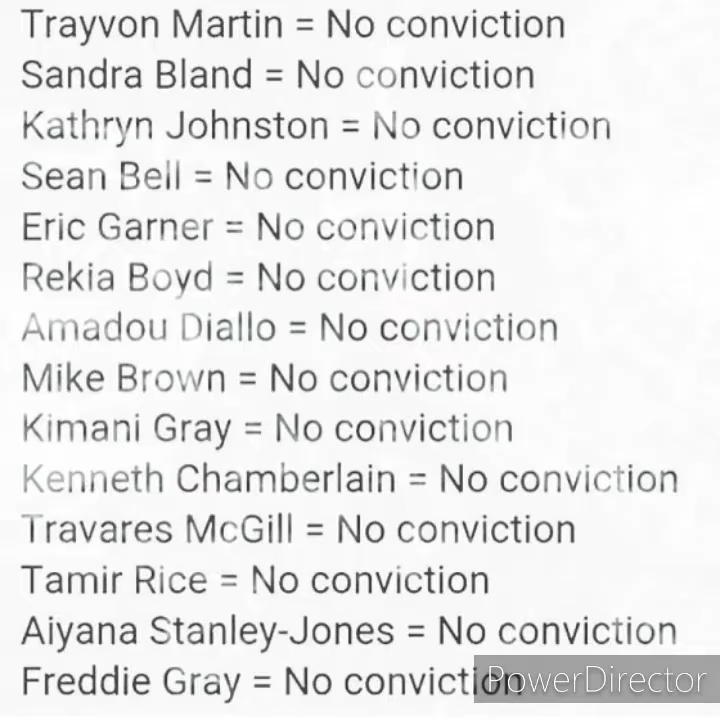 Trayvon Martin = No conviction
Sandra Bland = No conviction
Kathryn Johnston = No conviction
Sean Bell = No conviction
Eric Garner = No conviction
Rekia Boyd = No conviction
Amadou Diallo = No conviction
Mike Brown = No conviction
Kimani Gray = No conviction
Kenneth Chamberlain = No conviction
Travares McGill = No conviction
Tamir Rice = No conviction
Aiyana Stanley-Jones = No conviction
Freddie Gray = No conviction
PowerDirector